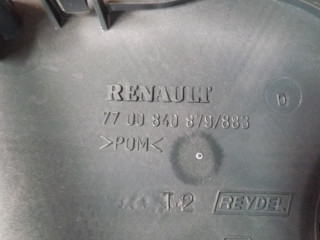 RENAULT
D
77 00 840 879/883
>POM<
T2 REYDEL